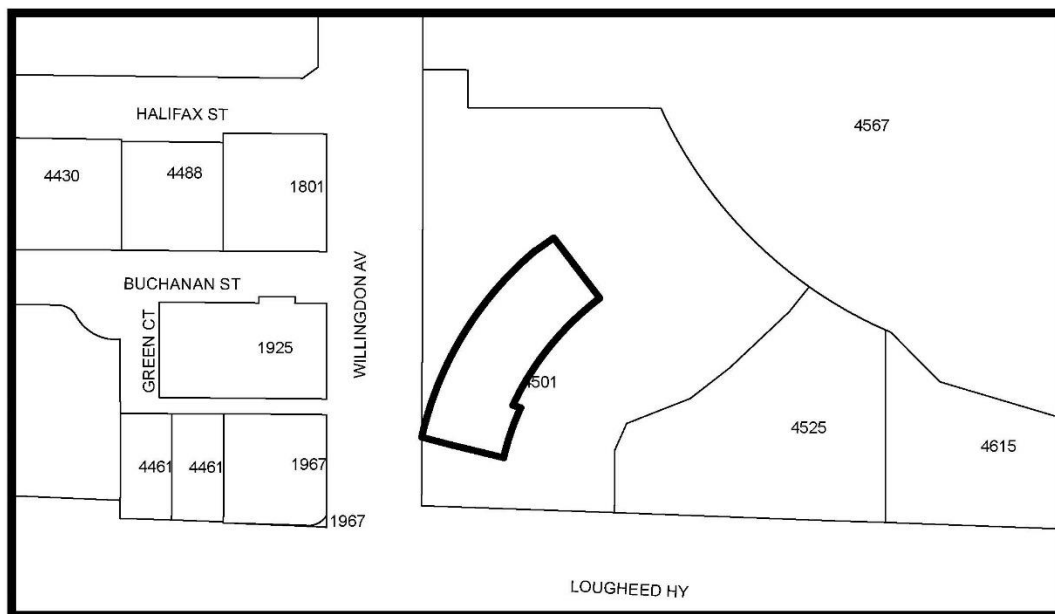 HALIFAX ST
4567
4430
4488
1801
BUCHANAN ST
WILLINGDON AV
GREEN CT
1925
4501
4525
4615
4461
4461
1967
1967
LOUGHEED HY